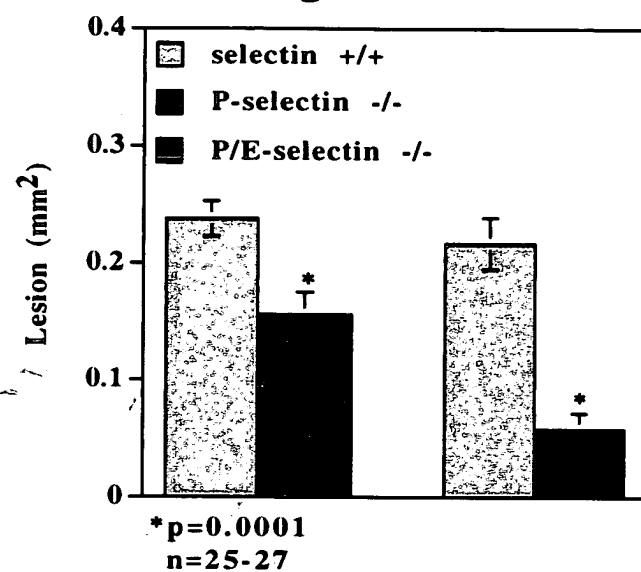 0.4
selectin +/+
P-selectin -/-
0.3
P/E-selectin -/-
Lesion (mm2)
0.2
*
0.1
*
0
*p=0.0001
n=25-27